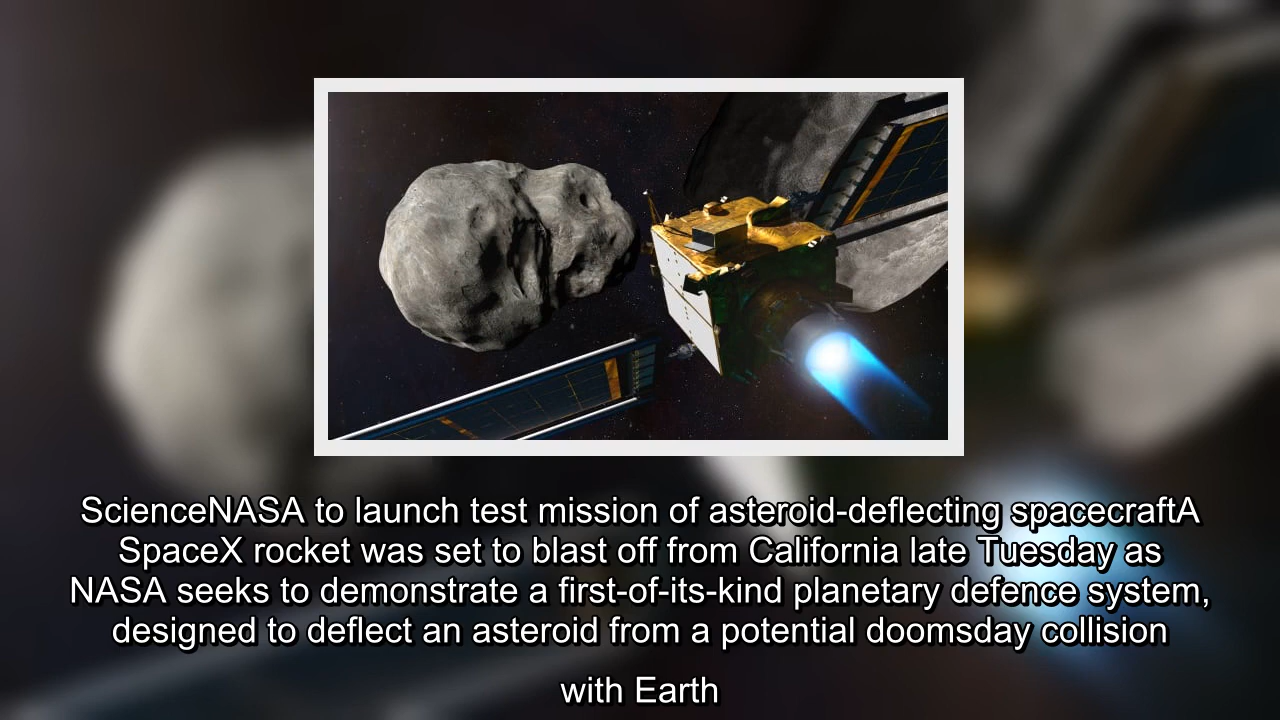 ScienceNASA to launch test mission of asteroid-deflecting spacecraftA
SpaceX rocket was set to blast off from California late Tuesday as
NASA seeks to demonstrate a first-of-its-kind planetary defence system,
designed to deflect an asteroid from a potential doomsday collision
with Earth